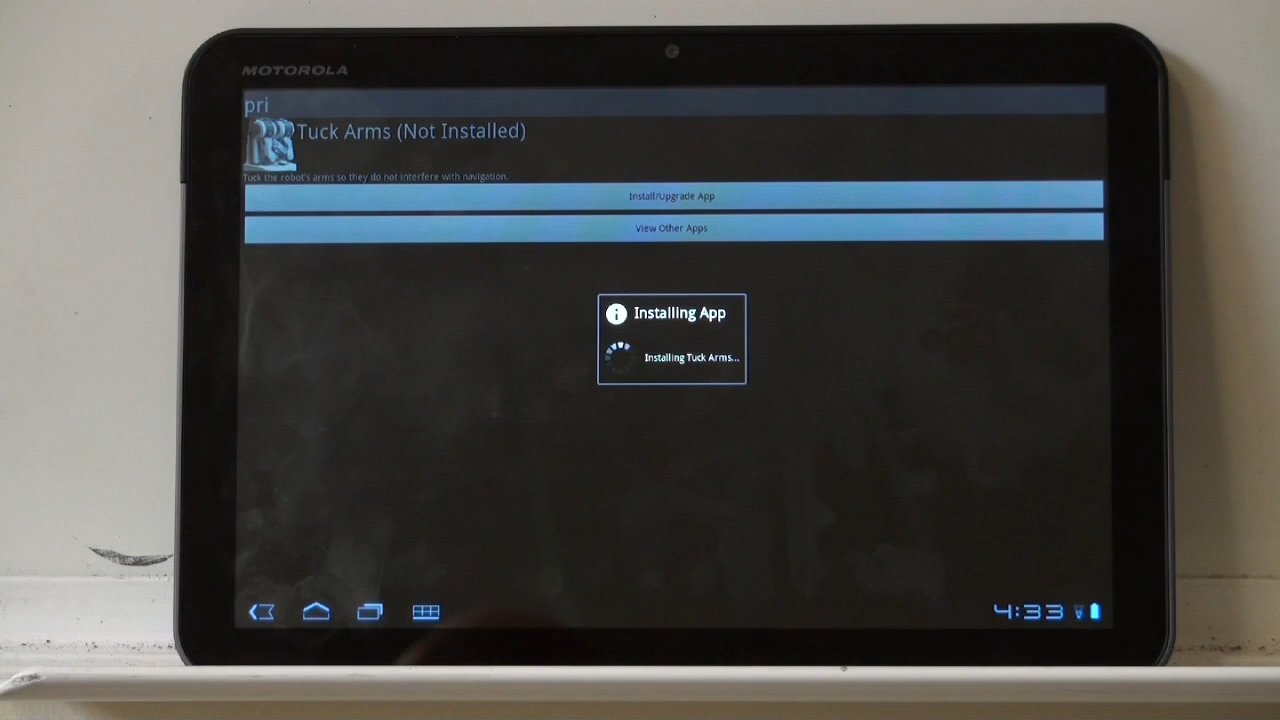 MOTOROLA
pri
Tuck Arms (Not Installed)
Tuck the robot's arms so they do not interfere with navigation.
Install/Upgrade App
View Other Apps
Installing App
Installing Tuck Arms...
4:33